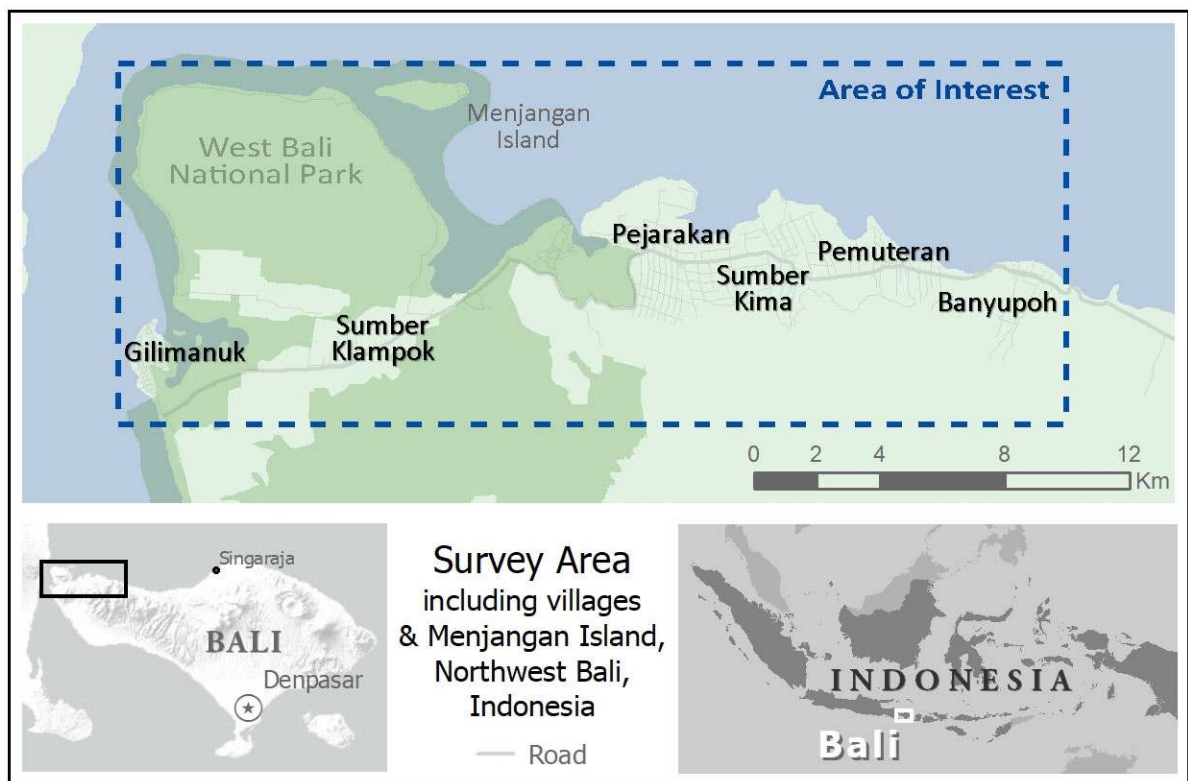 Area of Interest
Menjangan
Island
West Bali
National Park
Pejarakan
Pemuteran
Sumber
Kima
Banyupoh
Sumber
Klampok
Gilimanuk
0 2 4 8 12
Km
Singaraja
BALI
Denpasar
Survey Area
including villages
& Menjangan Island,
Northwest Bali,
Indonesia
Road
INDONESIA
Bali